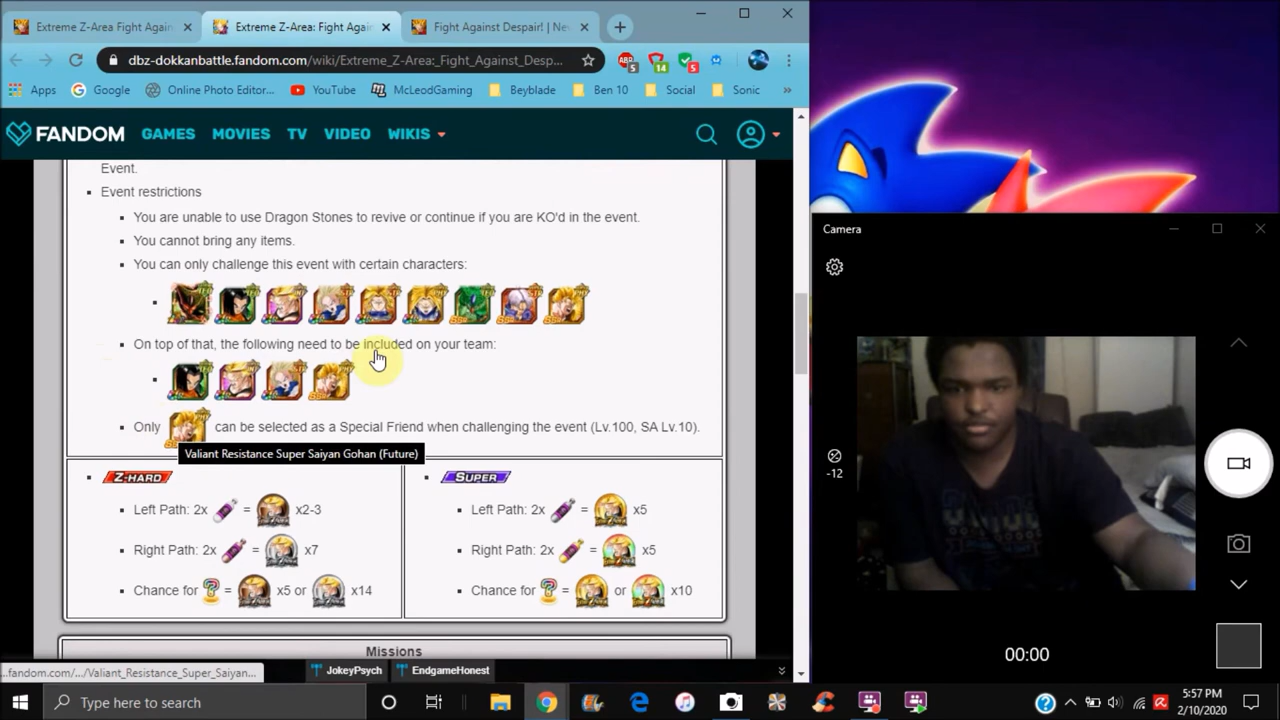 Extreme Z-Area Fight Again
Extreme Z-Area: Fight Again
Fight Against Despair! | Ne
dbz-dokkanbattle.fandom.com/wiki/Extreme_Z-Area:_Fight_Against_Desp...
ABP 5 14 5
Apps Google Online Photo Editor... YouTube McLeodGaming Beyblade Ben 10 Social Sonic »
FANDOM GAMES MOVIES TV VIDEO WIKIS
Event.
Event restrictions
You are unable to use Dragon Stones to revive or continue if you are KO'd in the event.
You cannot bring any items.
You can only challenge this event with certain characters:
On top of that, the following need to be included on your team:
Only can be selected as a Special Friend when challenging the event (Lv.100, SA Lv.10).
Valiant Resistance Super Saiyan Gohan (Future)
Z-HARD
Left Path: 2x = x2-3
Right Path: 2x = x7
Chance for = x5 or x14
SUPER
Left Path: 2x = x5
Right Path: 2x = x5
Chance for = or x10
Missions
...fandom.com/.../Valiant_Resistance_Super_Saiyan...
JokeyPsych EndgameHonest
Camera
-12
00:00
Type here to search
5:57 PM
2/10/2020